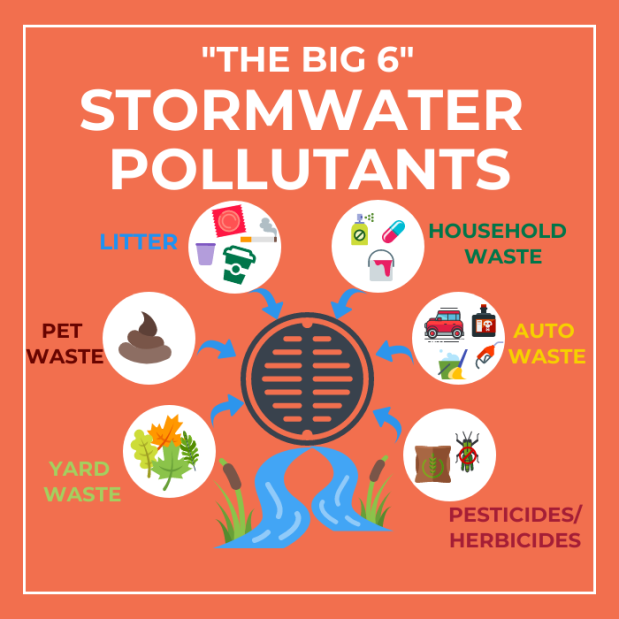 "THE BIG 6"
STORMWATER
POLLUTANTS
LITTER
HOUSEHOLD
WASTE
PET
WASTE
AUTO
WASTE
YARD
WASTE
PESTICIDES/
HERBICIDES